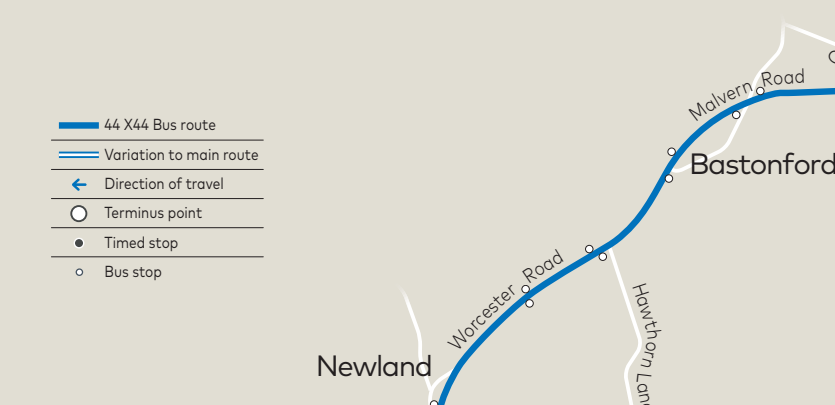 44 X44 Bus route
Variation to main route
Direction of travel
Terminus point
Timed stop
Bus stop
Malvern Road
Bastonford
Worcester Road
Hawthorn
Newland